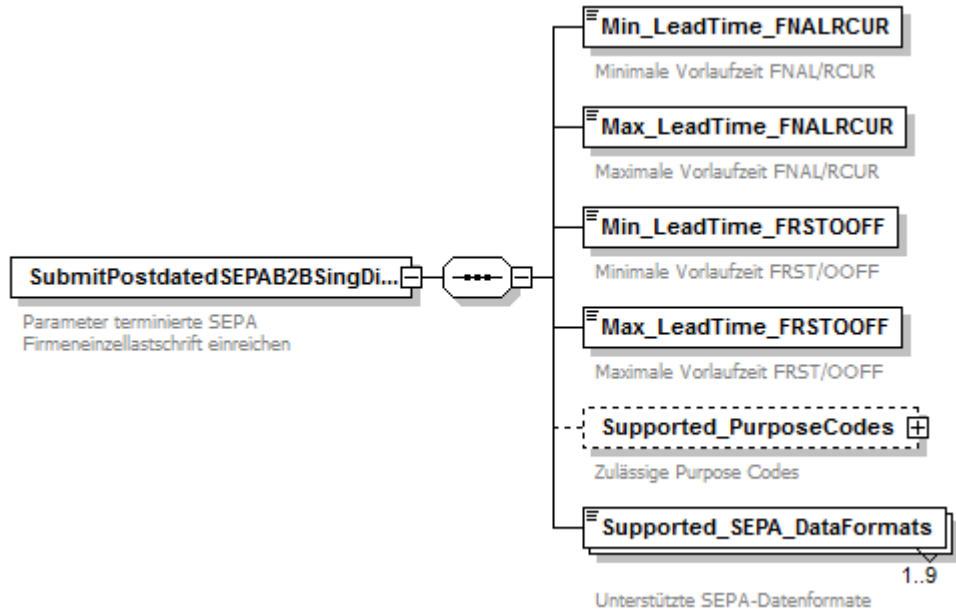 Min_LeadTime_FNALRCUR
Minimale Vorlaufzeit FNAL/RCUR
Max_LeadTime_FNALRCUR
Maximale Vorlaufzeit FNAL/RCUR
Min_LeadTime_FRSTOOFF
Minimale Vorlaufzeit FRST/OOFF
SubmitPostdatedSEPAB2BSingDi...
Parameter terminierte SEPA
Firmeneinzellastschrift einreichen
Max_LeadTime_FRSTOOFF
Maximale Vorlaufzeit FRST/OOFF
Supported_PurposeCodes
Zulässige Purpose Codes
Supported_SEPA_DataFormats
1..9
Unterstützte SEPA-Datenformate